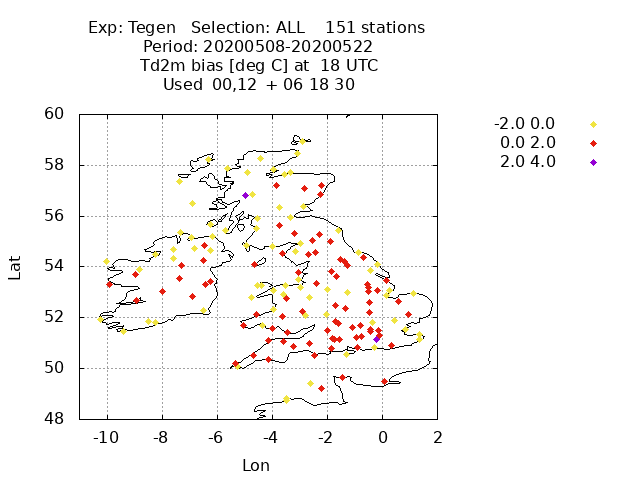 Exp: Tegen Selection: ALL 151 stations
Period: 20200508-20200522
Td2m bias [deg C] at 18 UTC
Used 00,12 + 06 18 30
-2.0 0.0
0.0 2.0
2.0 4.0
60
58
56
54
52
50
48
Lat
-10 -8 -6 -4 -2 0 2
Lon